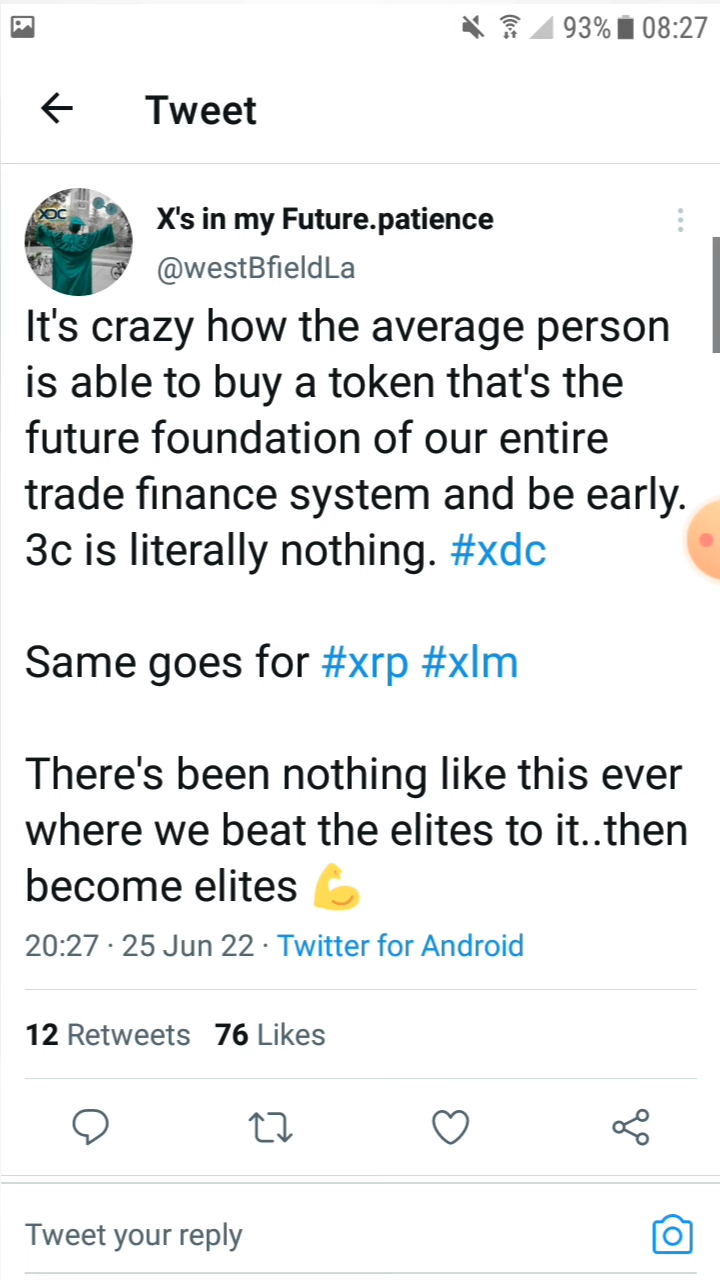 93% 08:27
Tweet
XDC
X's in my Future.patience
@westBfieldLa
It's crazy how the average person
is able to buy a token that's the
future foundation of our entire
trade finance system and be early.
3c is literally nothing. #xdc
Same goes for #xrp #xlm
There's been nothing like this ever
where we beat the elites to it..then
become elites 💪
20:27 · 25 Jun 22 · Twitter for Android
12 Retweets 76 Likes
Tweet your reply